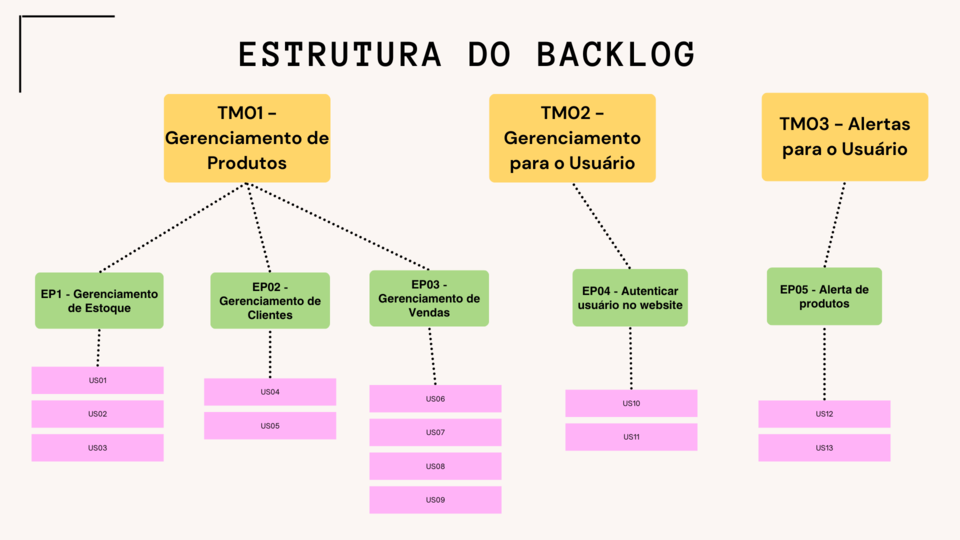 ESTRUTURA DO BACKLOG
TM01 -
Gerenciamento de
Produtos
TM02 -
Gerenciamento
para o Usuário
TM03 - Alertas
para o Usuário
EP1 - Gerenciamento
de Estoque
EP02 -
Gerenciamento de
Clientes
EP03 -
Gerenciamento de
Vendas
EP04 - Autenticar
usuário no website
EP05 - Alerta de
produtos
US01
US02
US03
US04
US05
US06
US07
US08
US09
US10
US11
US12
US13